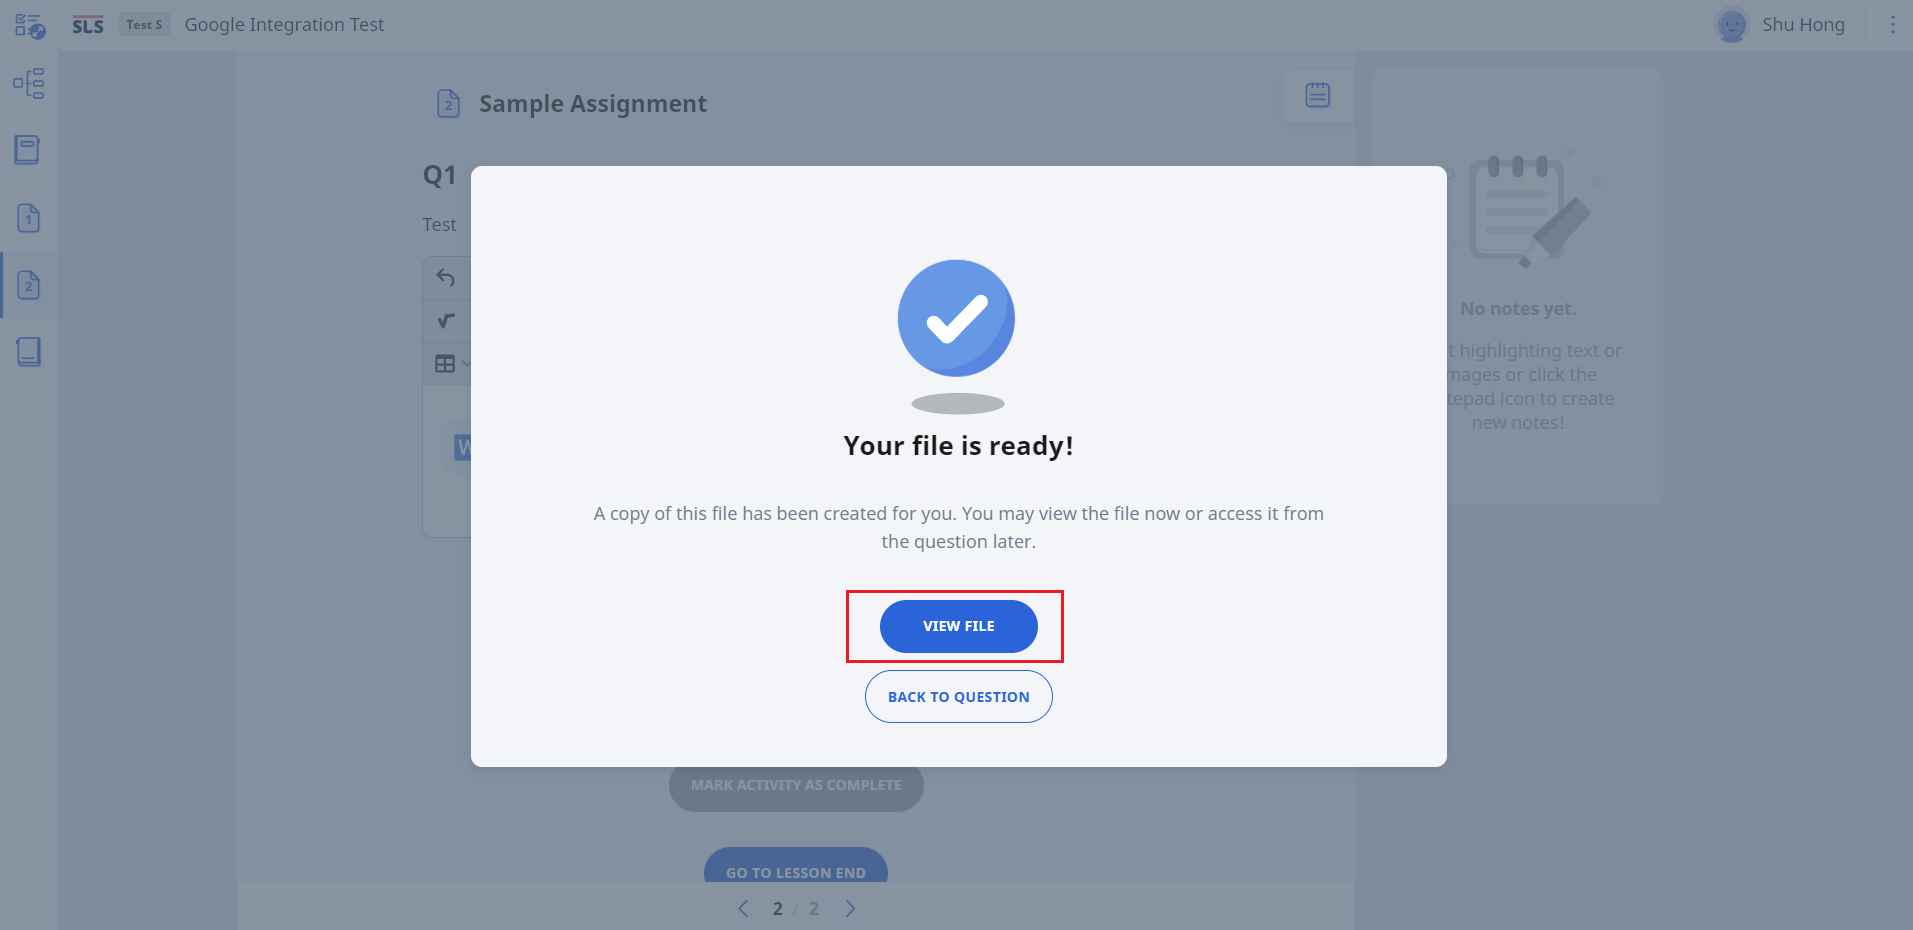 SLS Test S Google Integration Test
Shu Hong
2 Sample Assignment
Q1
Test
1
2
W
No notes yet.
highlighting text or
mages or click the
tepad icon to create
new notes!
Your file is ready!
A copy of this file has been created for you. You may view the file now or access it from
the question later.
VIEW FILE
BACK TO QUESTION
MARK ACTIVITY AS COMPLETE
GO TO LESSON END
2 / 2